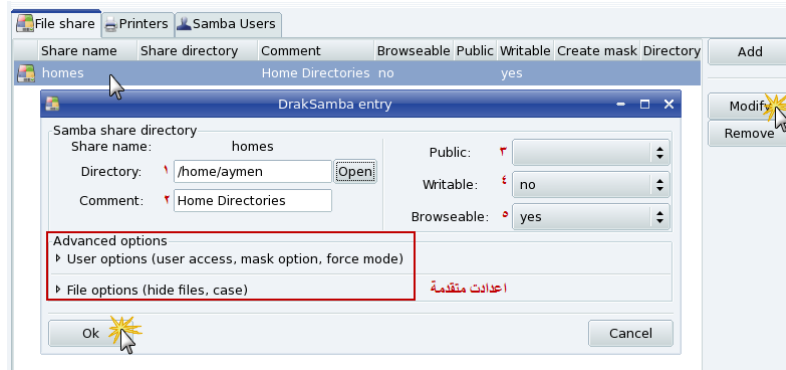 File share Printers Samba Users
Share name Share directory Comment Browseable Public Writable Create mask Directory
Add
homes Home Directories no yes
DrakSamba entry
Modify
Remove
Samba share directory
Share name: homes
Directory: ١ /home/aymen Open
Comment: ٢ Home Directories
Public: ٣
Writable: ٤ no
Browseable: ٥ yes
Advanced options
User options (user access, mask option, force mode)
File options (hide files, case)
اعدادت متقدمة
Ok
Cancel